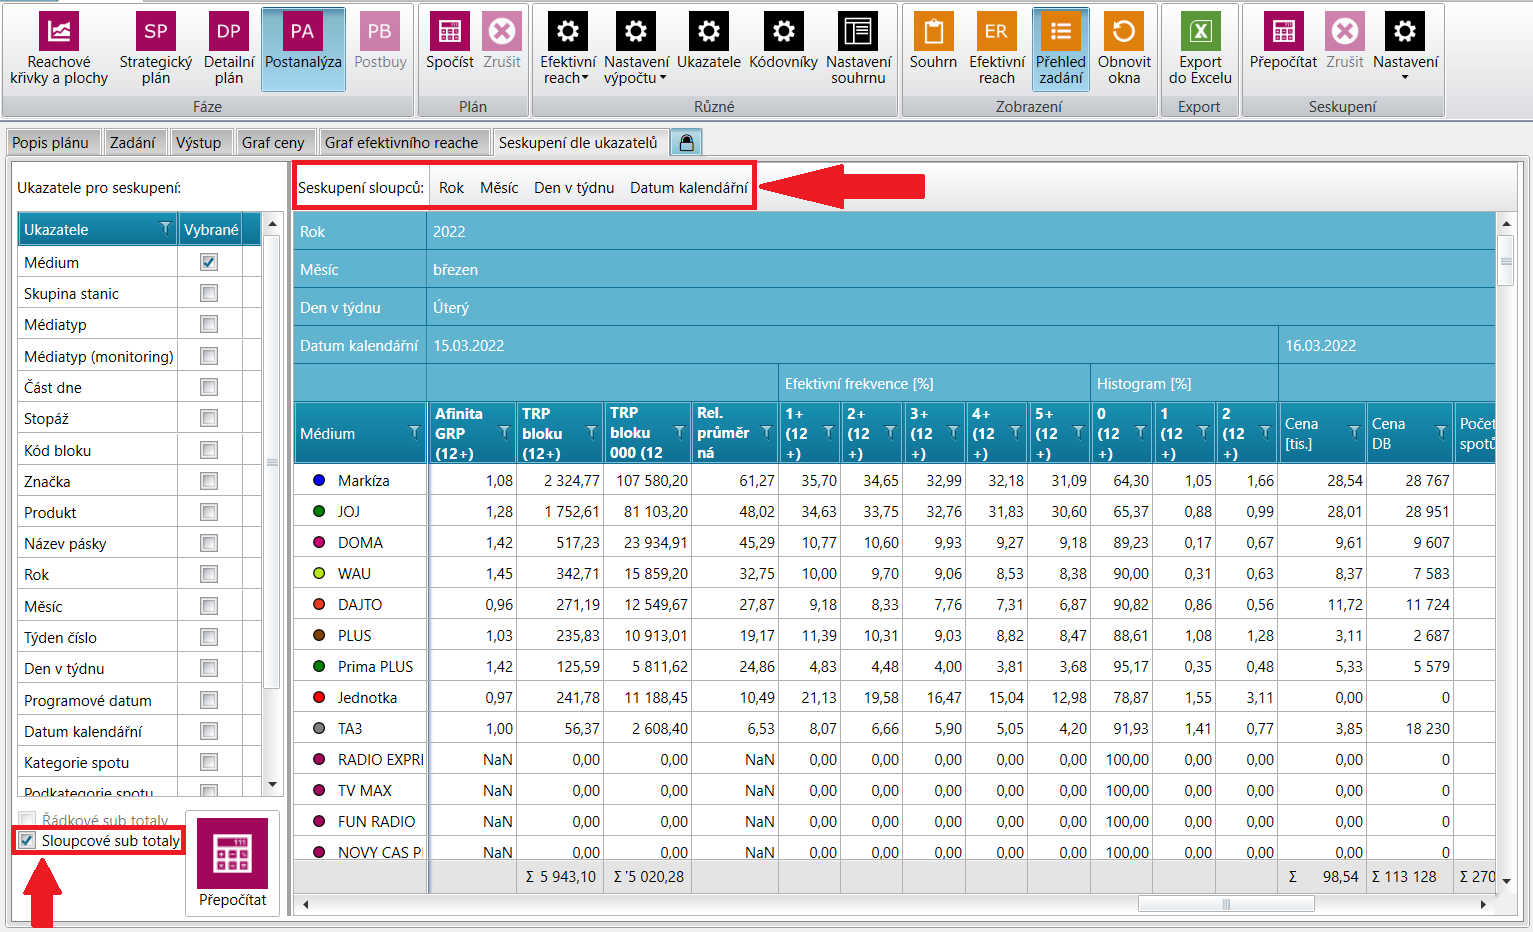 SP DP PA PB ER
Reachové křivky a plochy
Strategický plán
Detailní plán
Postanalýza
Postbuy
Spočíst
Zrušit
Efektivní reach
Nastavení výpočtu
Ukazatele
Kódovníky
Nastavení souhrnu
Souhrn
Efektivní reach
Přehled zadání
Obnovit okna
Export do Excelu
Přepočítat
Zrušit
Nastavení
Fáze Plán Různé Zobrazení Export Seskupení
Popis plánu Zadání Výstup Graf ceny Graf efektivního reache Seskupení dle ukazatelů
Ukazatele pro seskupení:
Seskupení sloupců: Rok Měsíc Den v týdnu Datum kalendářní
Ukazatele Vybrané
Médium
Skupina stanic
Médiatyp
Médiatyp (monitoring)
Část dne
Stopáž
Kód bloku
Značka
Produkt
Název pásky
Rok
Měsíc
Týden číslo
Den v týdnu
Programové datum
Datum kalendářní
Kategorie spotu
Podkategorie spotu
Řádkové sub totaly
Sloupcové sub totaly
Přepočítat
Rok 2022
Měsíc březen
Den v týdnu Úterý
Datum kalendářní 15.03.2022 16.03.2022
Efektivní frekvence [%] Histogram [%]
Médium
Afinita GRP (12+)
TRP bloku (12+)
TRP bloku 000 (12
Rel. průměrná
1+ (12+)
2+ (12+)
3+ (12+)
4+ (12+)
5+ (12+)
0 (12+)
1 (12+)
2 (12+)
Cena [tis.]
Cena DB
Počet spotů
Markíza 1,08 2 324,77 107 580,20 61,27 35,70 34,65 32,99 32,18 31,09 64,30 1,05 1,66 28,54 28 767
JOJ 1,28 1 752,61 81 103,20 48,02 34,63 33,75 32,76 31,83 30,60 65,37 0,88 0,99 28,01 28 951
DOMA 1,42 517,23 23 934,91 45,29 10,77 10,60 9,93 9,27 9,18 89,23 0,17 0,67 9,61 9 607
WAU 1,45 342,71 15 859,20 32,75 10,00 9,70 9,06 8,53 8,38 90,00 0,31 0,63 8,37 7 583
DAJTO 0,96 271,19 12 549,67 27,87 9,18 8,33 7,76 7,31 6,87 90,82 0,86 0,56 11,72 11 724
PLUS 1,03 235,83 10 913,01 19,17 11,39 10,31 9,03 8,82 8,47 88,61 1,08 1,28 3,11 2 687
Prima PLUS 1,42 125,59 5 811,62 24,86 4,83 4,48 4,00 3,81 3,68 95,17 0,35 0,48 5,33 5 579
Jednotka 0,97 241,78 11 188,45 10,49 21,13 19,58 16,47 15,04 12,98 78,87 1,55 3,11 0,00 0
TA3 1,00 56,37 2 608,40 6,53 8,07 6,66 5,90 5,05 4,20 91,93 1,41 0,77 3,85 18 230
RADIO EXPRI NaN 0,00 0,00 NaN 0,00 0,00 0,00 0,00 0,00 100,00 0,00 0,00 0,00 0
TV MAX NaN 0,00 0,00 NaN 0,00 0,00 0,00 0,00 0,00 100,00 0,00 0,00 0,00 0
FUN RADIO NaN 0,00 0,00 NaN 0,00 0,00 0,00 0,00 0,00 100,00 0,00 0,00 0,00 0
NOVY CAS P NaN 0,00 0,00 NaN 0,00 0,00 0,00 0,00 0,00 100,00 0,00 0,00 0,00 0
Σ 5 943,10 Σ '5 020,28 Σ 98,54 Σ 113 128 Σ 270